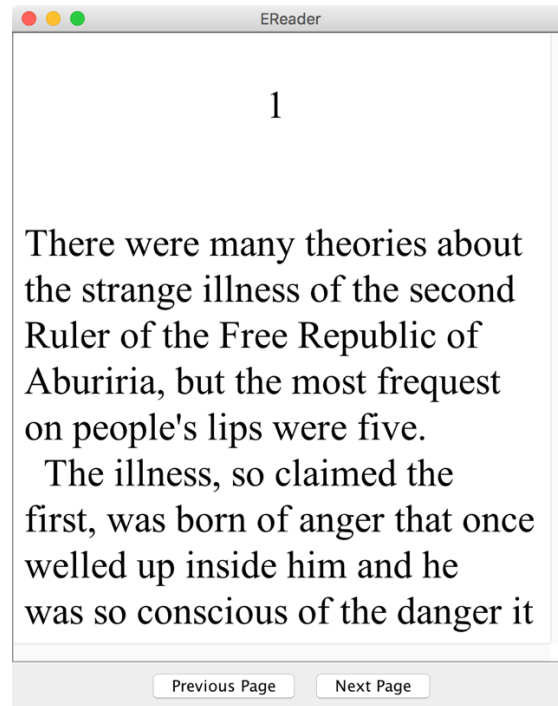 EReader
1
There were many theories about
the strange illness of the second
Ruler of the Free Republic of
Aburiria, but the most frequest
on people's lips were five.
The illness, so claimed the
first, was born of anger that once
welled up inside him and he
was so conscious of the danger it
Previous Page Next Page